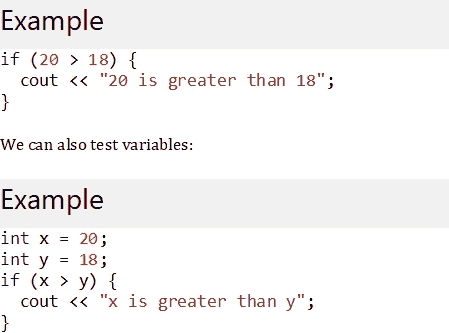 Example
if (20 > 18) {
  cout << "20 is greater than 18";
}
We can also test variables:
Example
int x = 20;
int y = 18;
if (x > y) {
  cout << "x is greater than y";
}